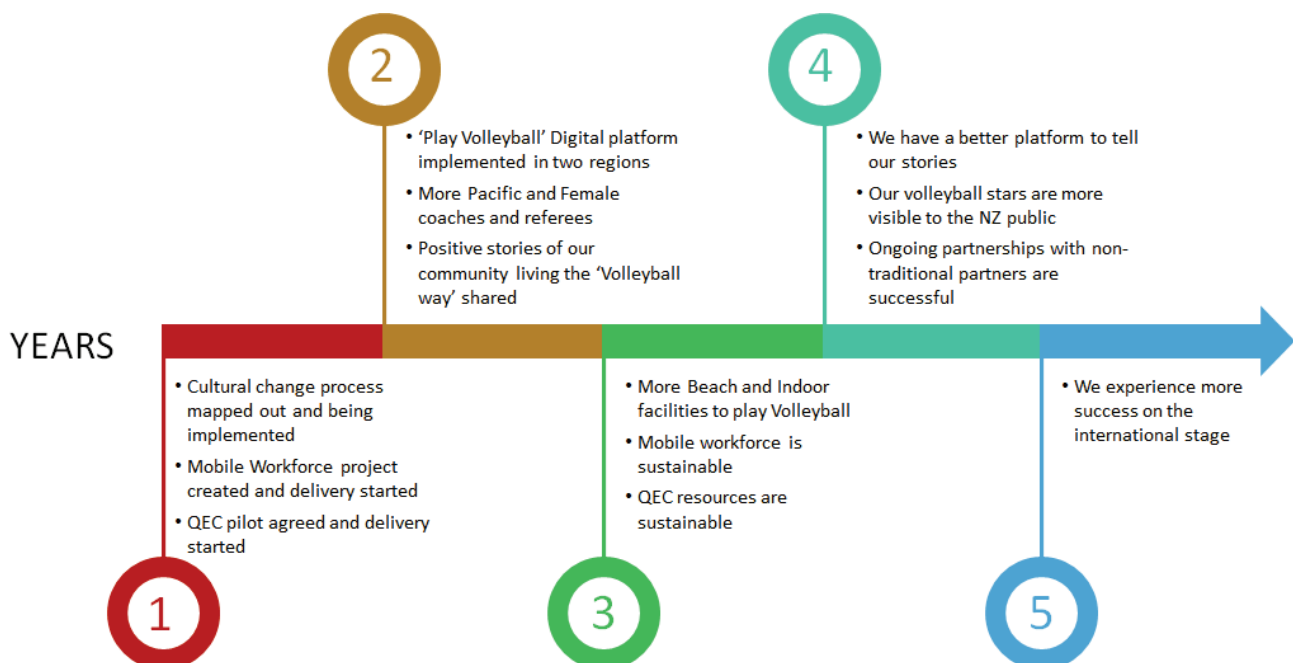 YEARS
1
• Cultural change process
mapped out and being
implemented
• Mobile Workforce project
created and delivery started
• QEC pilot agreed and delivery
started
2
• ‘Play Volleyball’ Digital platform
implemented in two regions
• More Pacific and Female
coaches and referees
• Positive stories of our
community living the ‘Volleyball
way’ shared
3
• More Beach and Indoor
facilities to play Volleyball
• Mobile workforce is
sustainable
• QEC resources are
sustainable
4
• We have a better platform to tell
our stories
• Our volleyball stars are more
visible to the NZ public
• Ongoing partnerships with non-
traditional partners are
successful
5
• We experience more
success on the
international stage